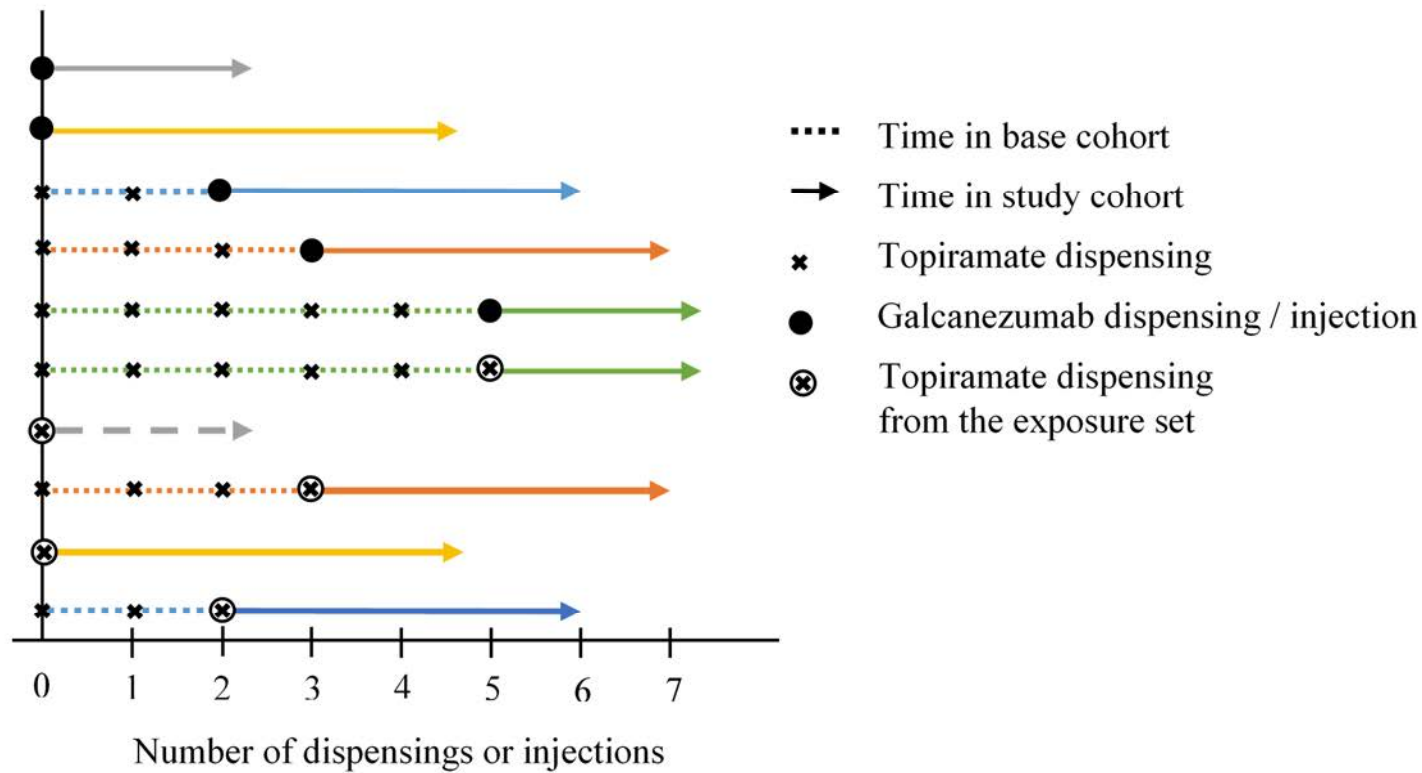 Time in base cohort
Time in study cohort
Topiramate dispensing
Galcanezumab dispensing / injection
Topiramate dispensing
from the exposure set
0 1 2 3 4 5 6 7
Number of dispensings or injections